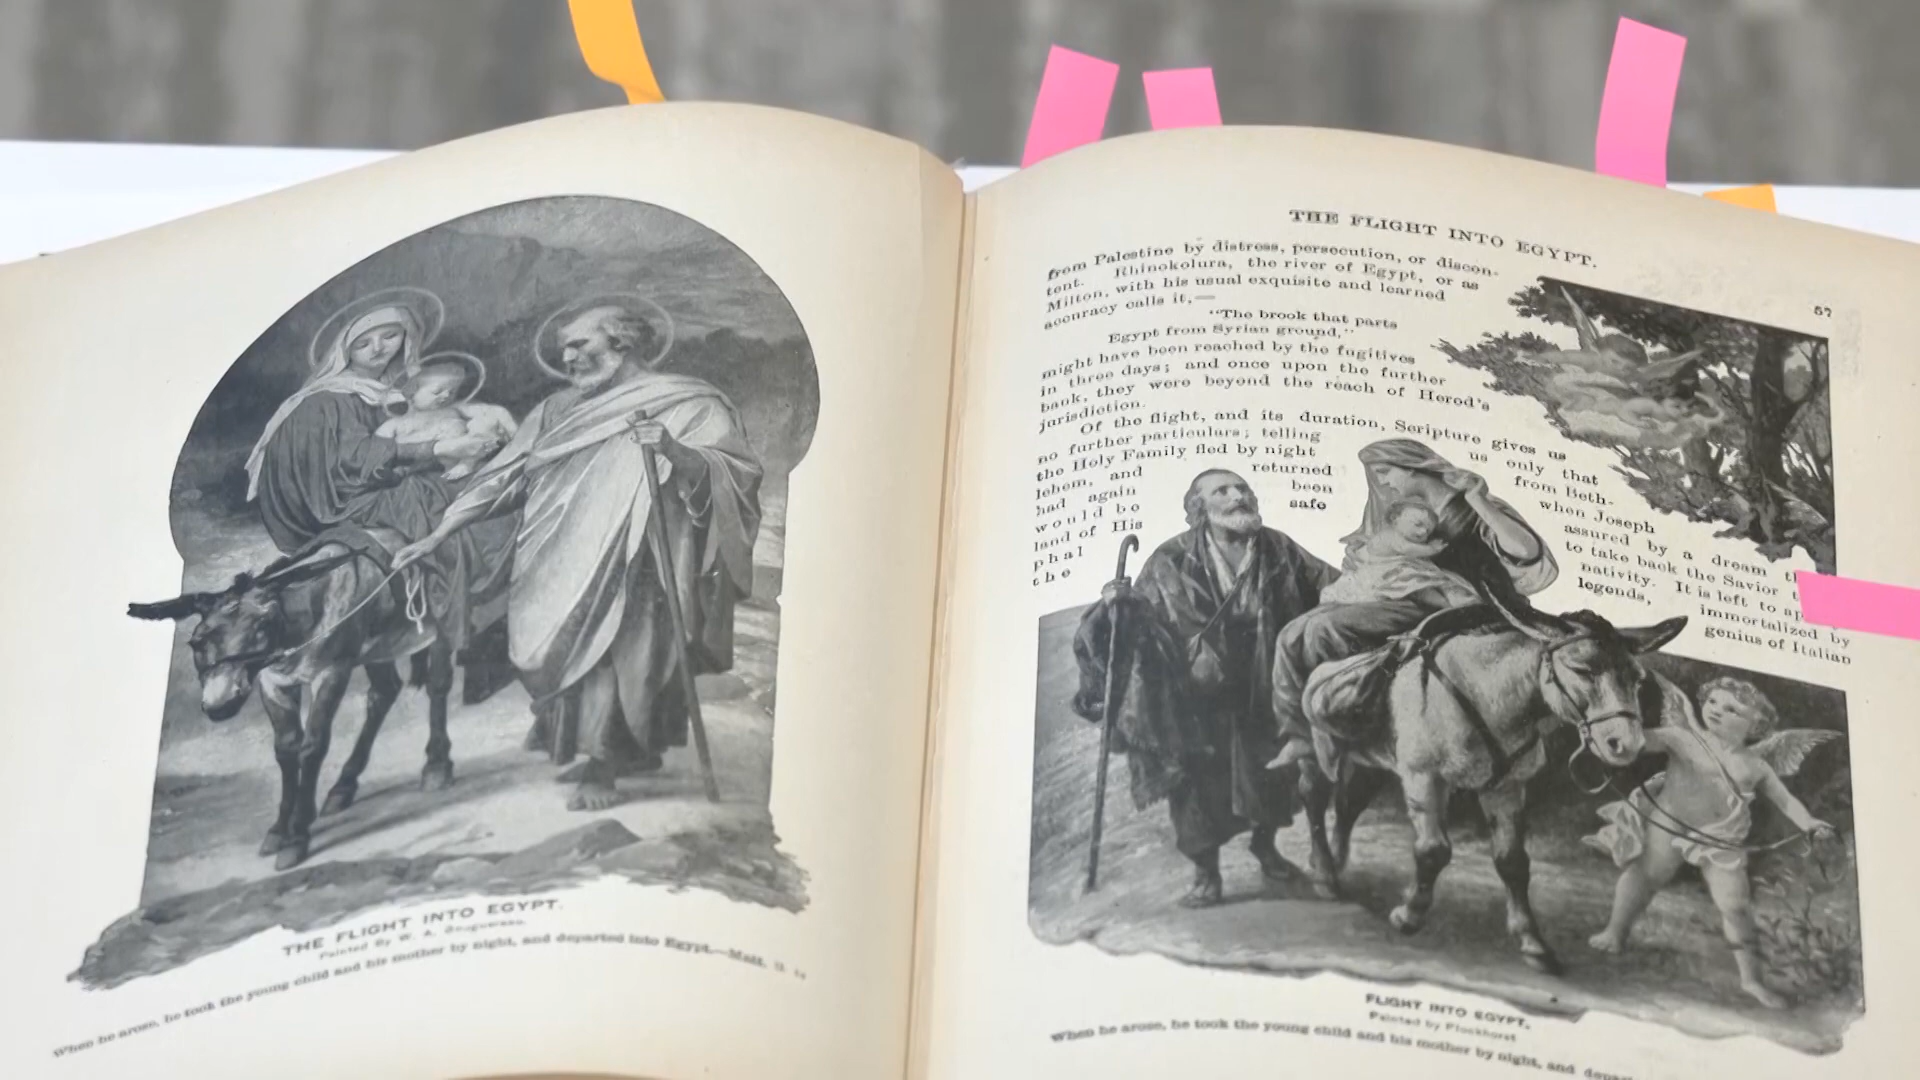 THE FLIGHT INTO EGYPT.
Painted By W. A. Bouguereau.
When he arose, he took the young child and his mother by night, and departed into Egypt.—Matt.
THE FLIGHT INTO EGYPT.
57
from Palestine by distress, persecution, or discon-
tent. Rhinokolura, the river of Egypt, or as
Milton, with his usual exquisite and learned
accuracy calls it,—
"The brook that parts
Egypt from Syrian ground,"
might have been reached by the fugitives
in three days; and once upon the further
bank, they were beyond the reach of Herod's
jurisdiction.
Of the flight, and its duration, Scripture gives us
no further particulars; telling us only that
the Holy Family fled by night from Beth-
lehem, and returned when Joseph
had again been assured by a dream
would be safe to take back the Savior
land of His nativity. It is left to
phal legends,
the immortalized by
genius of Italian
FLIGHT INTO EGYPT.
Painted by Plockhorst
When he arose, he took the young child and his mother by night, and